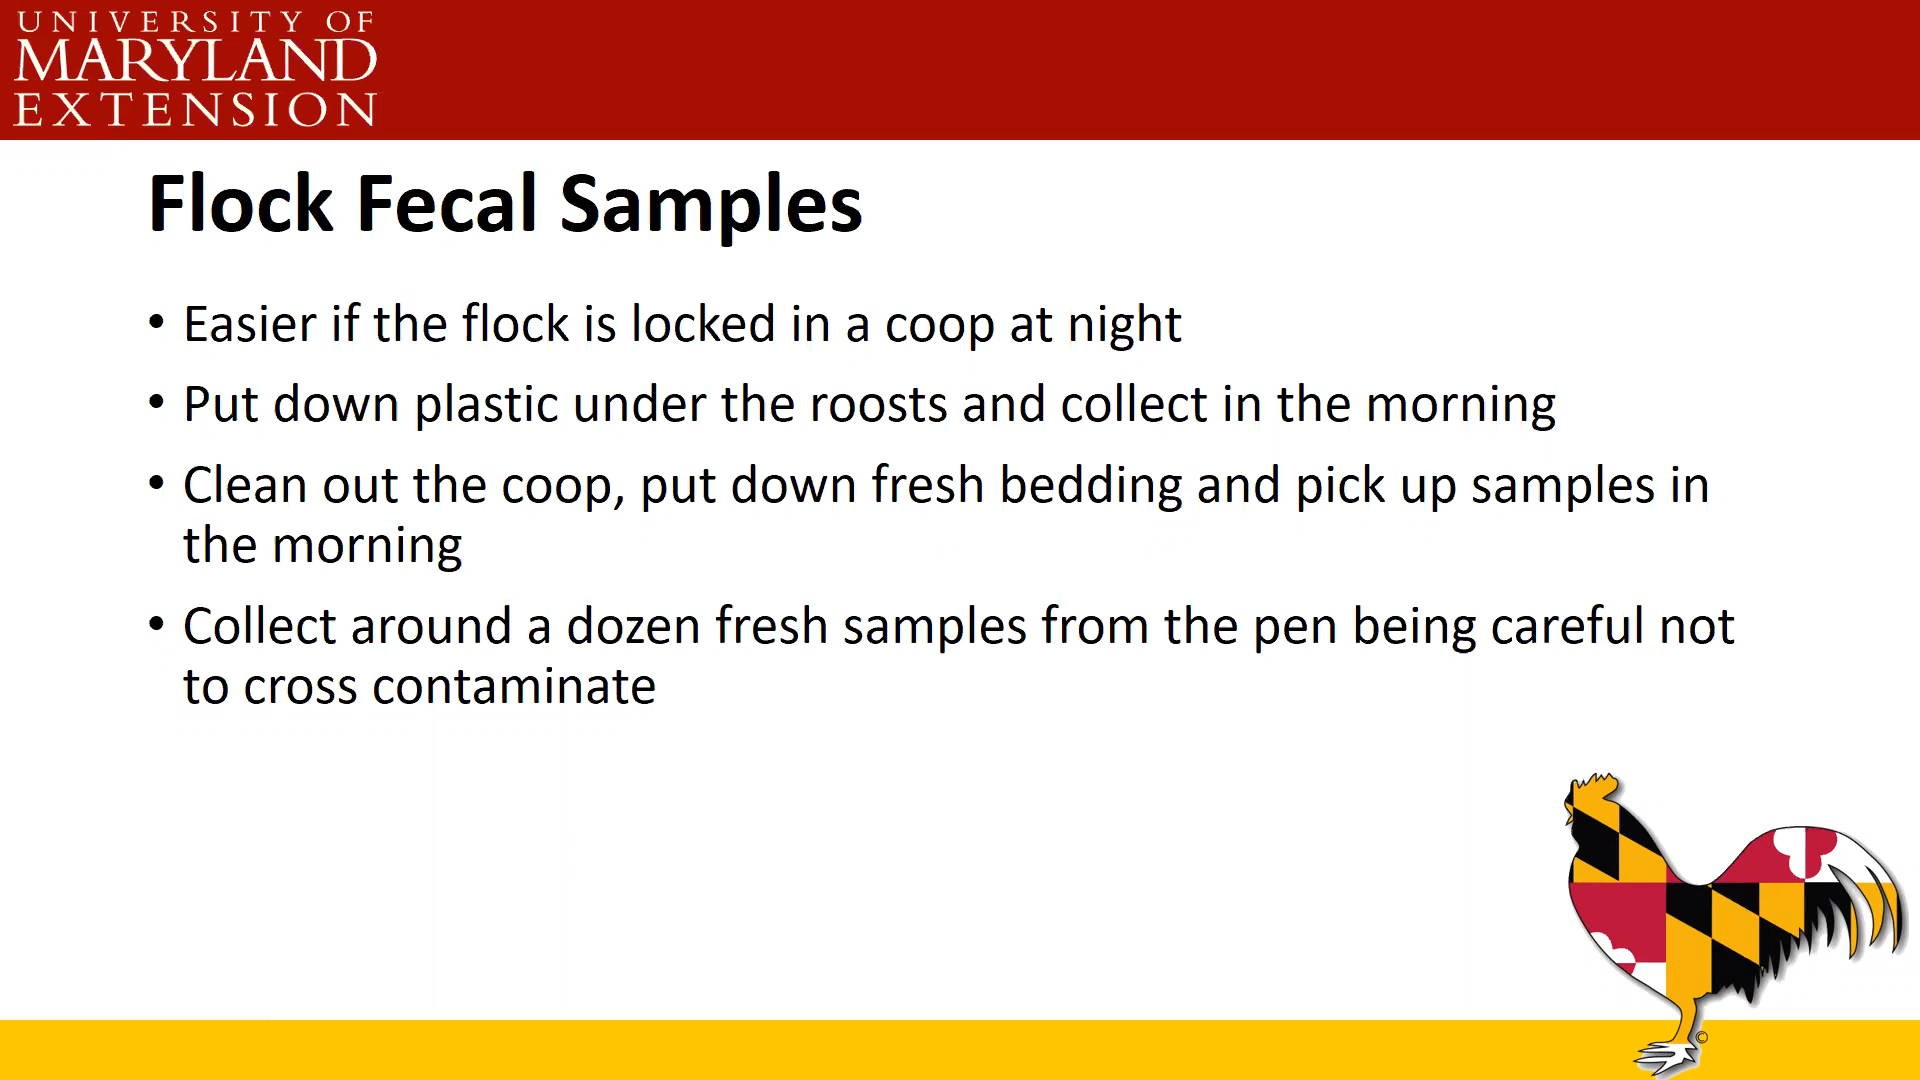 UNIVERSITY OF
MARYLAND
EXTENSION
Flock Fecal Samples
• Easier if the flock is locked in a coop at night
• Put down plastic under the roosts and collect in the morning
• Clean out the coop, put down fresh bedding and pick up samples in
the morning
• Collect around a dozen fresh samples from the pen being careful not
to cross contaminate
©